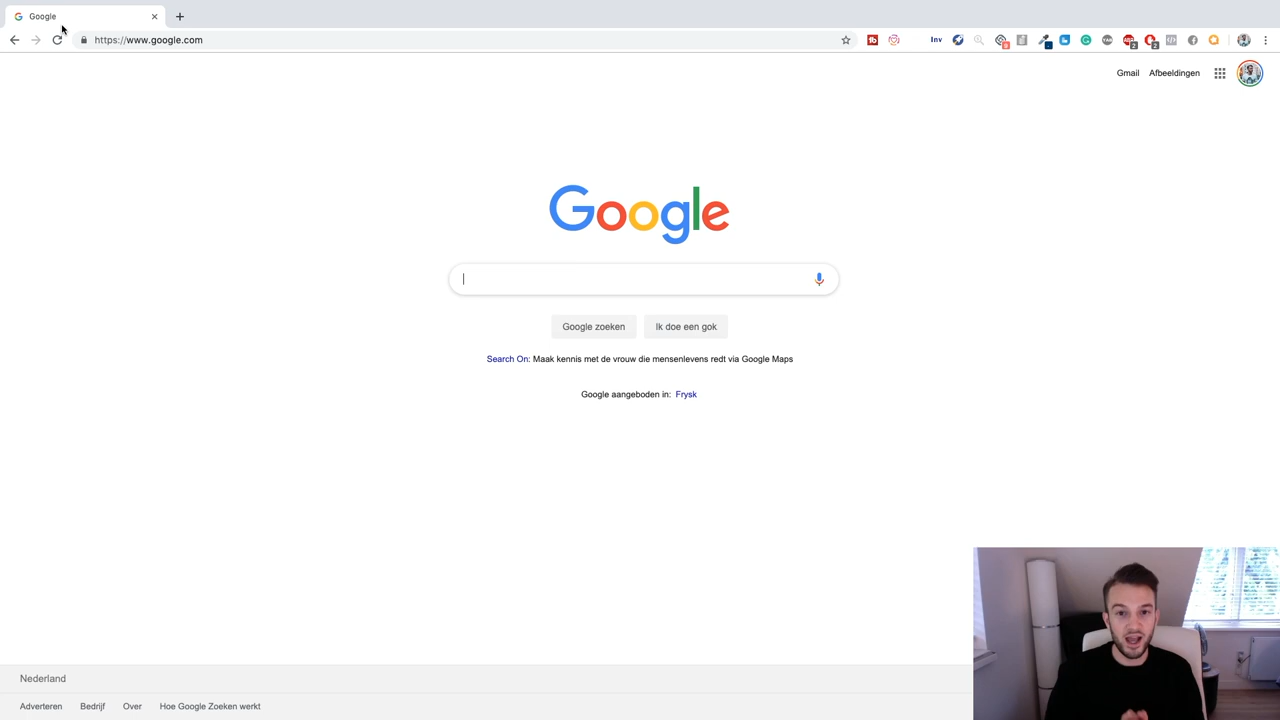 Google
https://www.google.com
Inv
Gmail Afbeeldingen
Google
Google zoeken
Ik doe een gok
Search On: Maak kennis met de vrouw die mensenlevens redt via Google Maps
Google aangeboden in: Frysk
Nederland
Adverteren Bedrijf Over Hoe Google Zoeken werkt